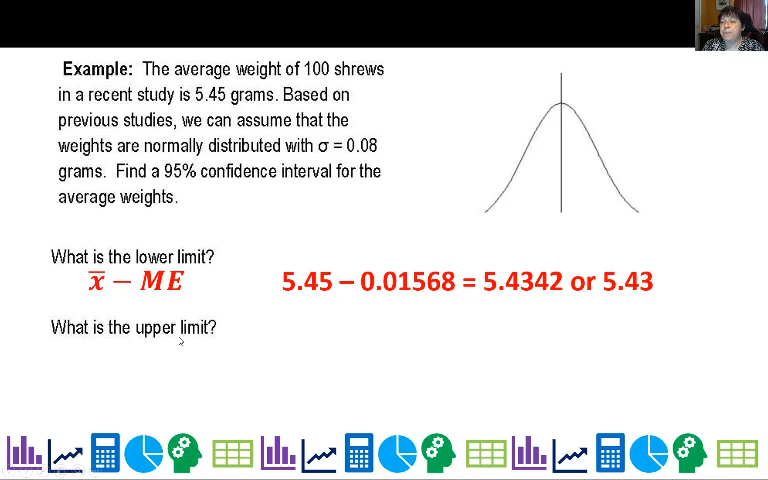 Example: The average weight of 100 shrews
in a recent study is 5.45 grams. Based on
previous studies, we can assume that the
weights are normally distributed with σ = 0.08
grams. Find a 95% confidence interval for the
average weights.
What is the lower limit?
x̅ − ME 5.45 – 0.01568 = 5.4342 or 5.43
What is the upper limit?